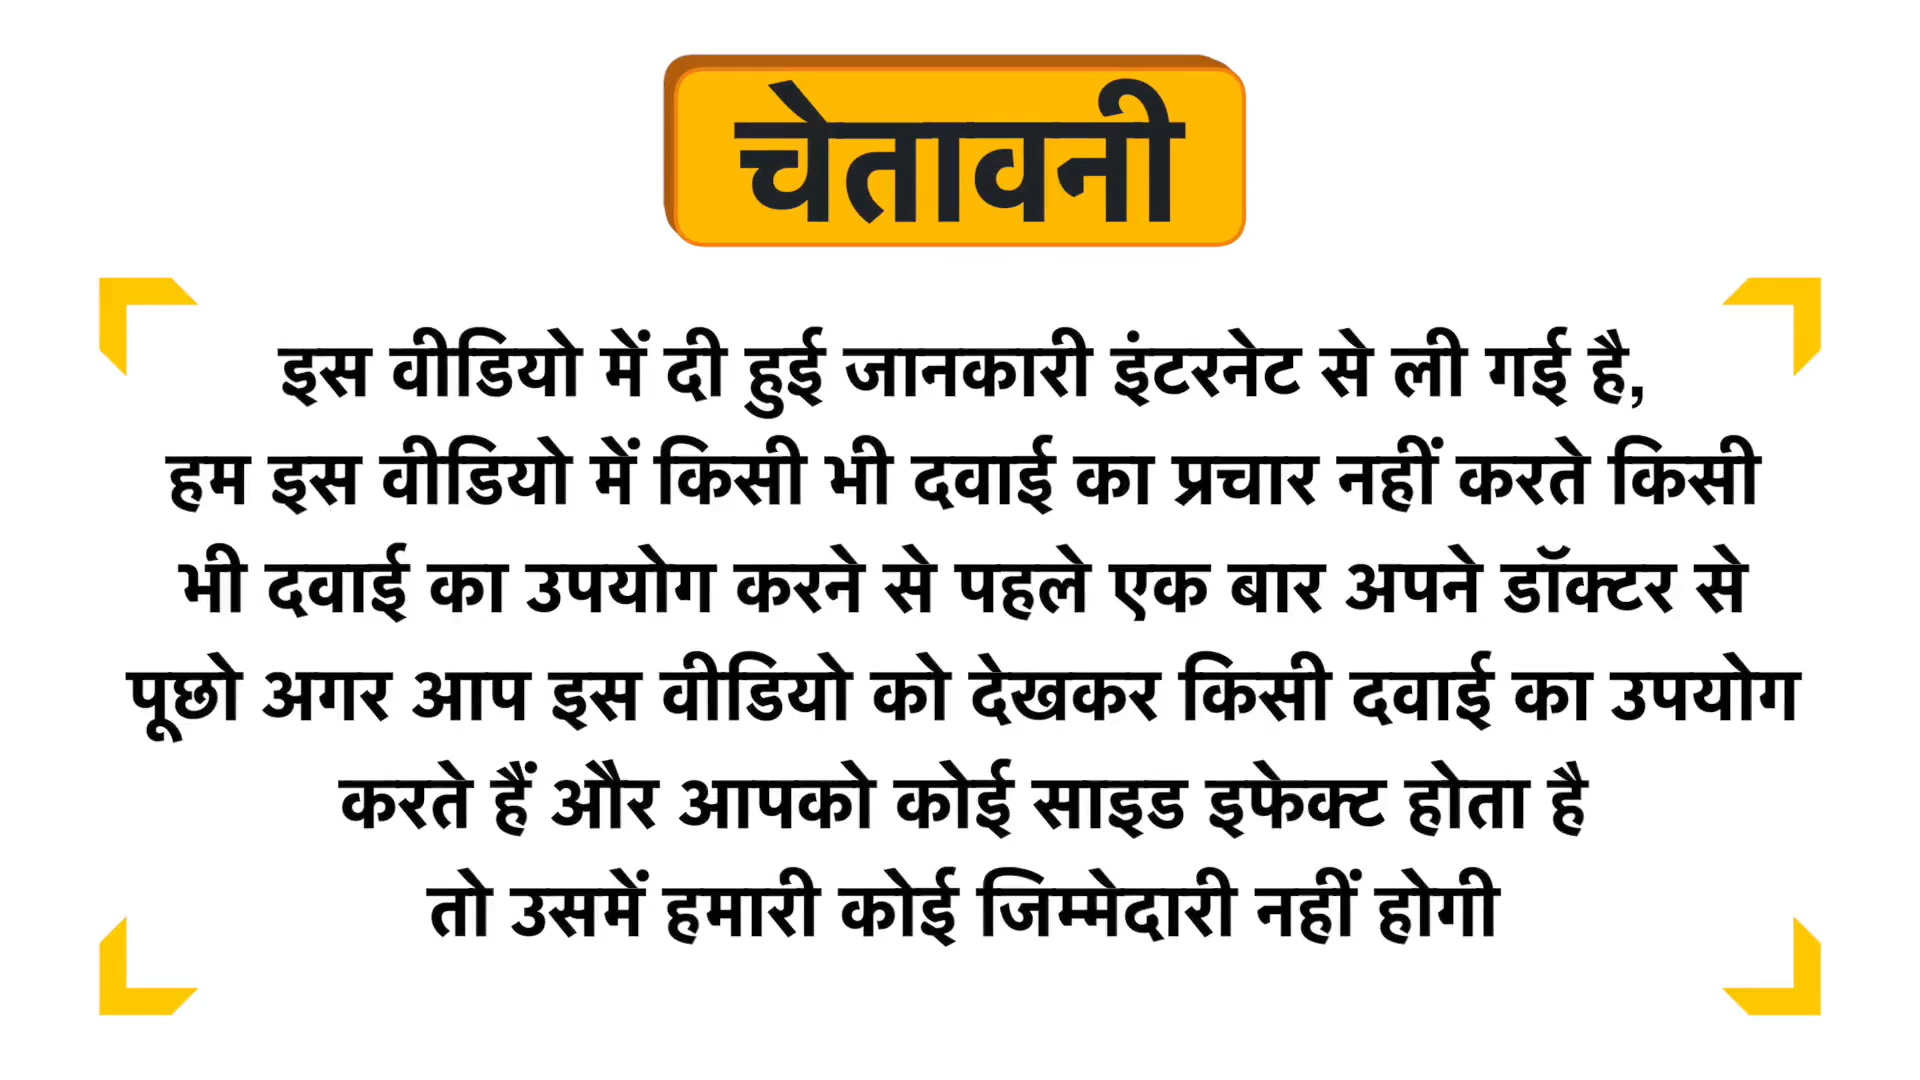 चेतावनी
इस वीडियो में दी हुई जानकारी इंटरनेट से ली गई है,
हम इस वीडियो में किसी भी दवाई का प्रचार नहीं करते किसी
भी दवाई का उपयोग करने से पहले एक बार अपने डॉक्टर से
पूछो अगर आप इस वीडियो को देखकर किसी दवाई का उपयोग
करते हैं और आपको कोई साइड इफेक्ट होता है
तो उसमें हमारी कोई जिम्मेदारी नहीं होगी